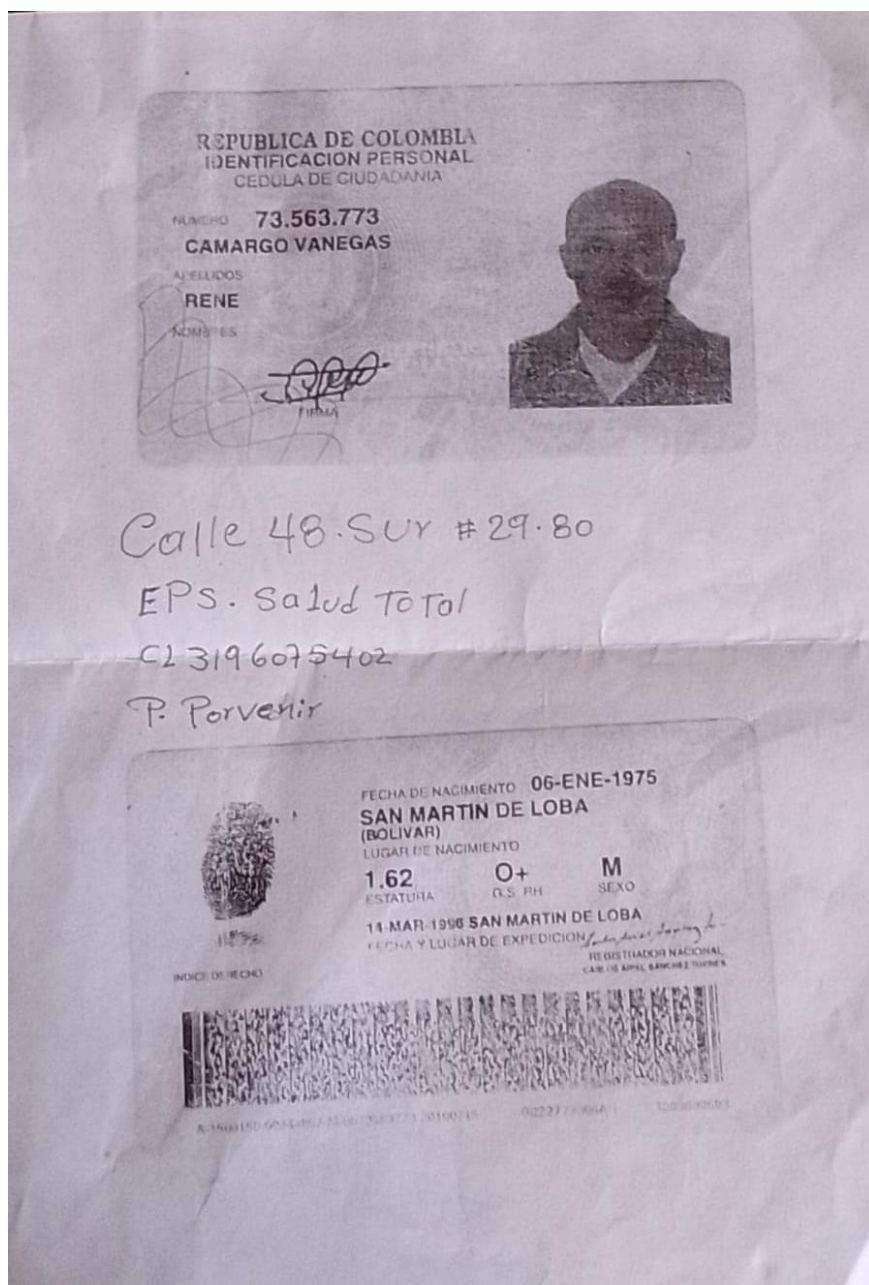 REPUBLICA DE COLOMBIA
IDENTIFICACION PERSONAL
CEDULA DE CIUDADANIA
NUMERO 73.563.773
CAMARGO VANEGAS
APELLIDOS
RENE
NOMBRES
FIRMA
Calle 48. Sur # 29.80
EPS. Salud Total
CL 3196075402
P. Porvenir
FECHA DE NACIMIENTO 06-ENE-1975
SAN MARTIN DE LOBA
(BOLIVAR)
LUGAR DE NACIMIENTO
1.62 O+ M
ESTATURA G.S. RH SEXO
14-MAR-1996 SAN MARTIN DE LOBA
FECHA Y LUGAR DE EXPEDICION
REGISTRADOR NACIONAL
INDICE DERECHO